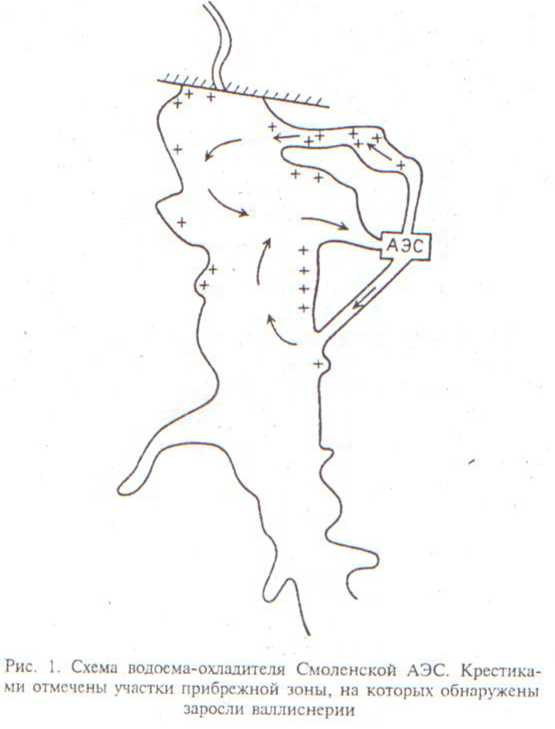 АЭС
Рис. 1. Схема водоема-охладителя Смоленской АЭС. Крестика-
ми отмечены участки прибрежной зоны, на которых обнаружены
заросли валлиснерии